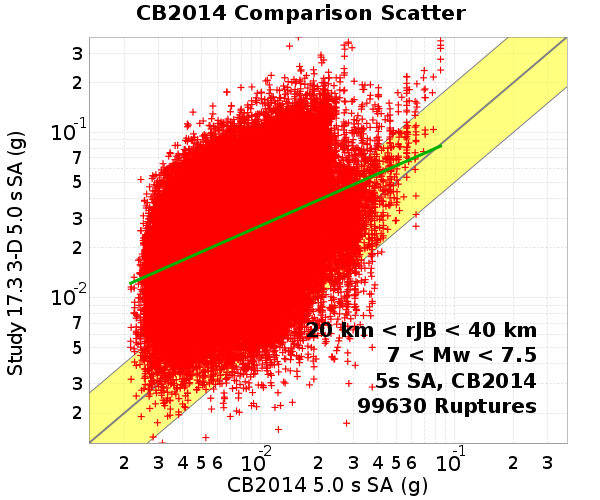 CB2014 Comparison Scatter
Study 17.3 3-D 5.0 s SA (g)
3
2
10⁻¹
7
5
3
2
10⁻²
7
5
3
2
20 km < rJB < 40 km
7 < Mw < 7.5
5s SA, CB2014
99630 Ruptures
2 3 4 5 6 10⁻² 2 3 4 5 6 10⁻¹ 2 3
CB2014 5.0 s SA (g)